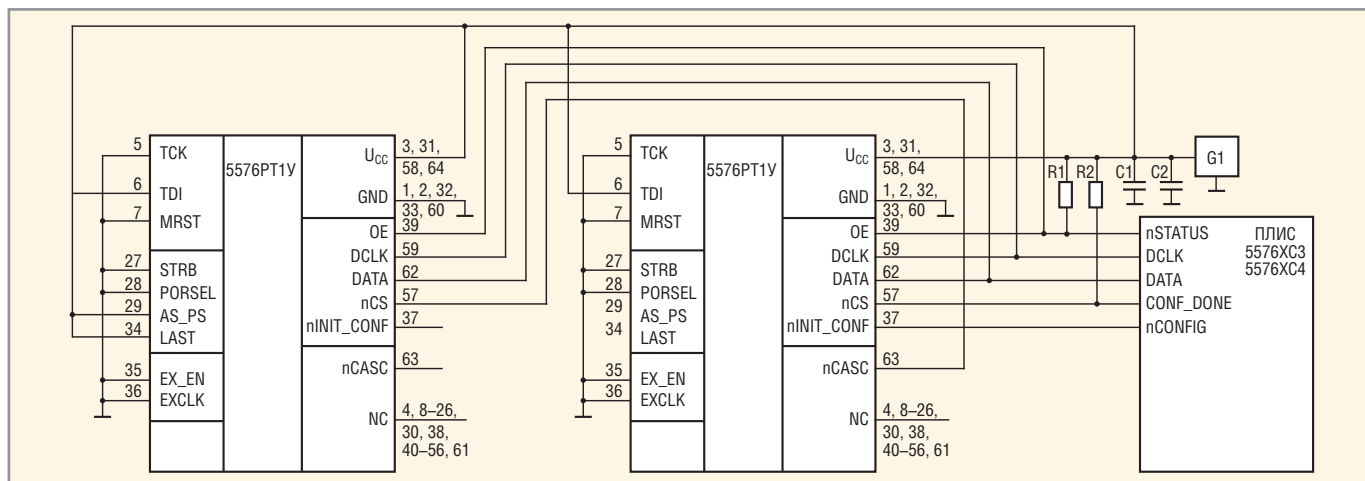 5
TCK
6
TDI
7
MRST
27
STRB
28
PORSEL
29
AS_PS
34
LAST
35
EX_EN
36
EXCLK
5576РТ1У
UCC
3, 31,
58, 64
GND
1, 2, 32,
33, 60
OE
39
DCLK
59
DATA
62
nCS
57
nINIT_CONF
37
nCASC
63
NC
4, 8–26,
30, 38,
40–56, 61
5
TCK
6
TDI
7
MRST
27
STRB
28
PORSEL
29
AS_PS
34
LAST
35
EX_EN
36
EXCLK
5576РТ1У
UCC
3, 31,
58, 64
GND
1, 2, 32,
33, 60
OE
39
DCLK
59
DATA
62
nCS
57
nINIT_CONF
37
nCASC
63
NC
4, 8–26,
30, 38,
40–56, 61
R1
R2
C1
C2
G1
nSTATUS
DCLK
DATA
CONF_DONE
nCONFIG
ПЛИС
5576ХС3
5576ХС4